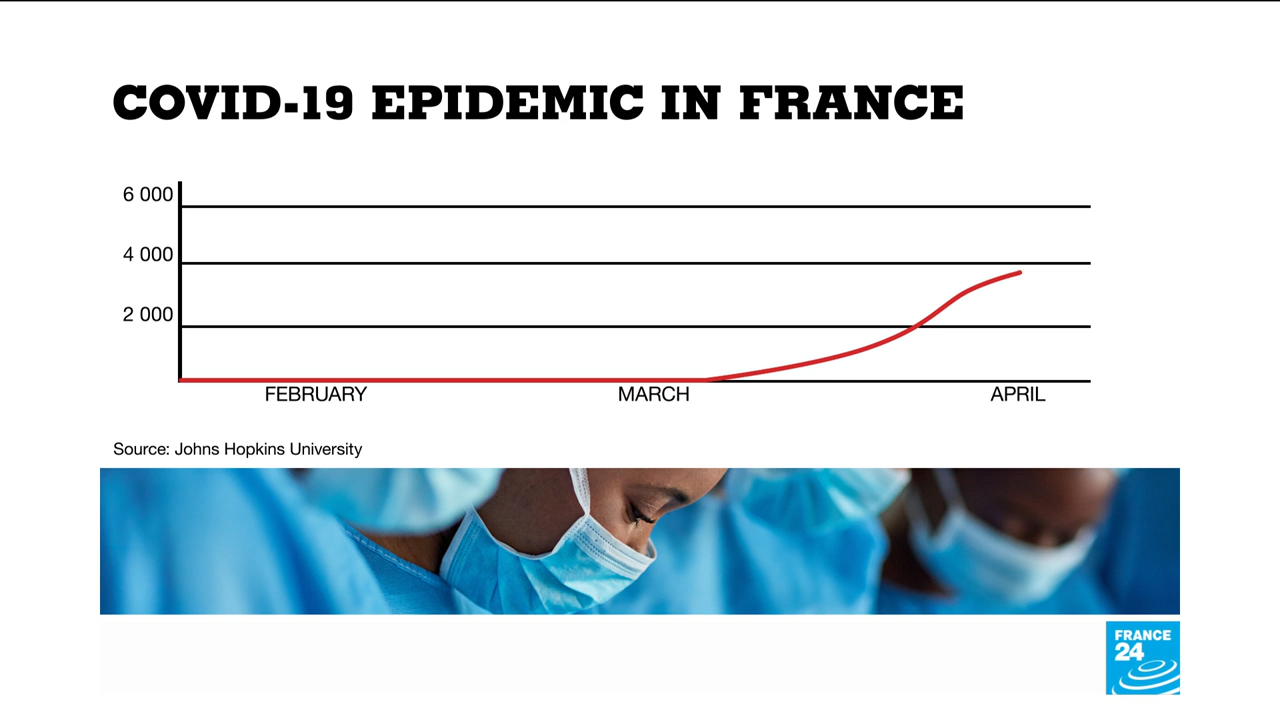 COVID-19 EPIDEMIC IN FRANCE
6 000
4 000
2 000
FEBRUARY MARCH APRIL
Source: Johns Hopkins University
FRANCE
24